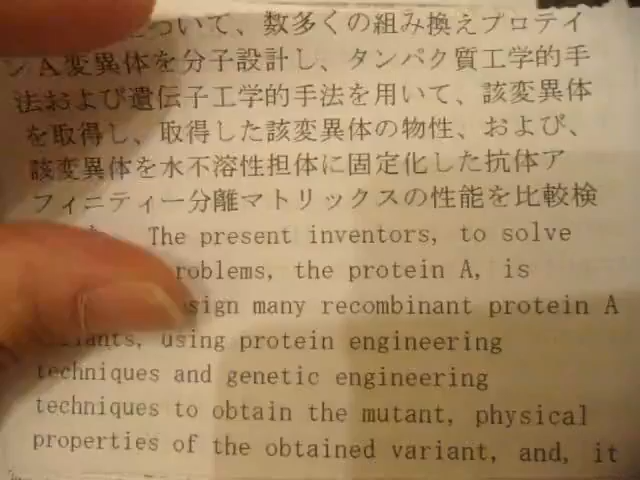 ついて、数多くの組み換えプロテイ
ンA変異体を分子設計し、タンパク質工学的手
法および遺伝子工学的手法を用いて、該変異体
を取得し、取得した該変異体の物性、および、
該変異体を水不溶性担体に固定化した抗体ア
フィニティー分離マトリックスの性能を比較検
The present inventors, to solve
roblems, the protein A, is
sign many recombinant protein A
variants, using protein engineering
techniques and genetic engineering
techniques to obtain the mutant, physical
properties of the obtained variant, and, it